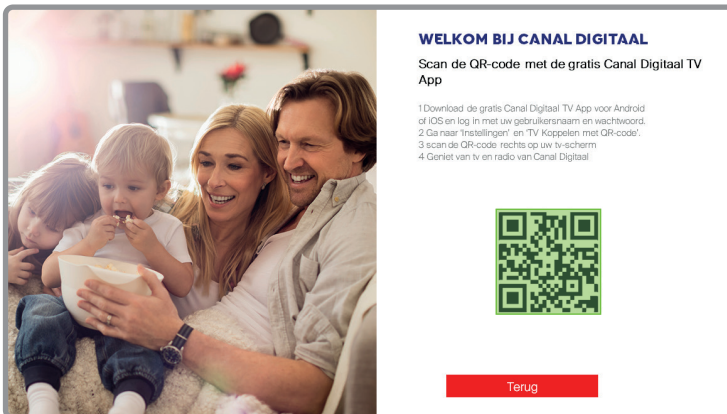 WELKOM BIJ CANAL DIGITAAL
Scan de QR-code met de gratis Canal Digitaal TV
App
1 Download de gratis Canal Digitaal TV App voor Android
of iOS en log in met uw gebruikersnaam en wachtwoord.
2 Ga naar 'Instellingen' en 'TV Koppelen met QR-code'.
3 scan de QR-code rechts op uw tv-scherm
4 Geniet van tv en radio van Canal Digitaal
Terug